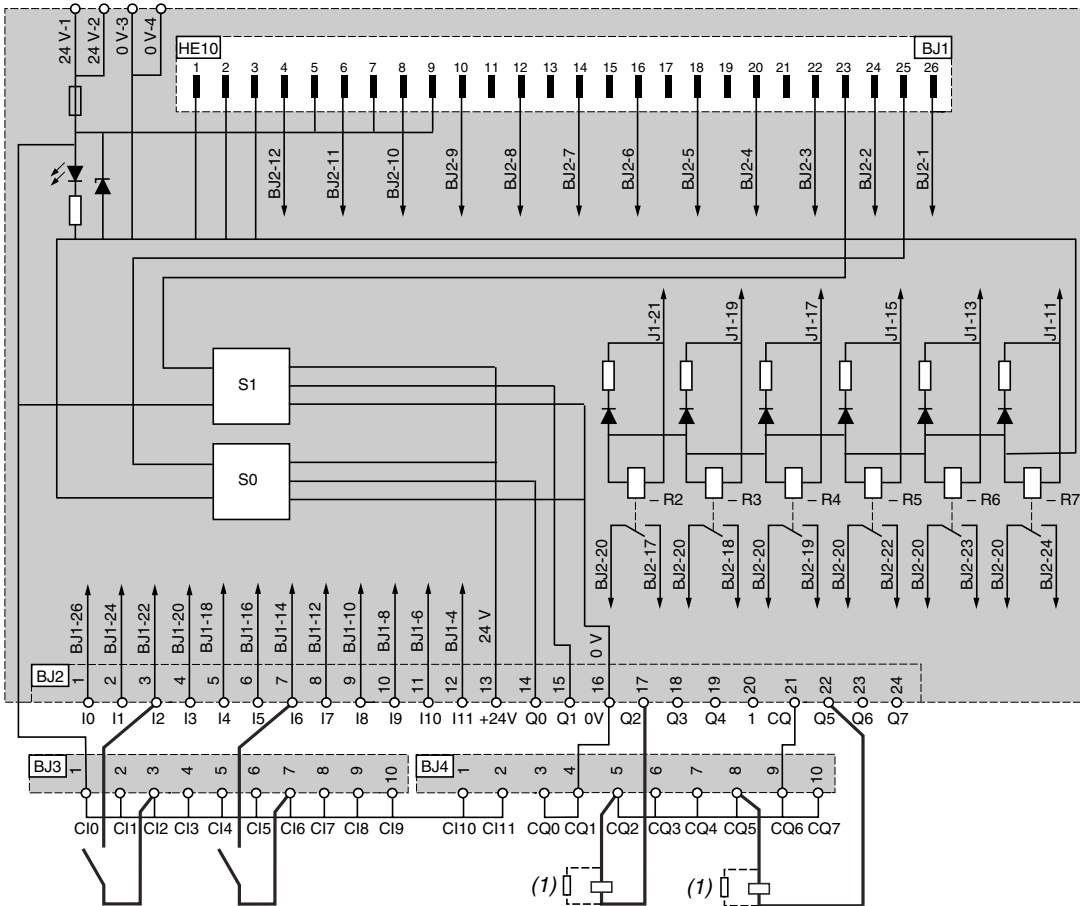 24 V-1
24 V-2
0 V-3
0 V-4
HE10
BJ1
1 2 3 4 5 6 7 8 9 10 11 12 13 14 15 16 17 18 19 20 21 22 23 24 25 26
BJ2-12 BJ2-11 BJ2-10 BJ2-9 BJ2-8 BJ2-7 BJ2-6 BJ2-5 BJ2-4 BJ2-3 BJ2-2 BJ2-1
J1-21 J1-19 J1-17 J1-15 J1-13 J1-11
S1
S0
– R2 – R3 – R4 – R5 – R6 – R7
BJ2-20 BJ2-17 BJ2-20 BJ2-18 BJ2-20 BJ2-19 BJ2-20 BJ2-22 BJ2-20 BJ2-23 BJ2-20 BJ2-24
BJ1-26 BJ1-24 BJ1-22 BJ1-20 BJ1-18 BJ1-16 BJ1-14 BJ1-12 BJ1-10 BJ1-8 BJ1-6 BJ1-4 24 V 0 V
BJ2
1 2 3 4 5 6 7 8 9 10 11 12 13 14 15 16 17 18 19 20 21 22 23 24
I0 I1 I2 I3 I4 I5 I6 I7 I8 I9 I10 I11 +24V Q0 Q1 0V Q2 Q3 Q4 1 CQ Q5 Q6 Q7
BJ3
1 2 3 4 5 6 7 8 9 10
BJ4
1 2 3 4 5 6 7 8 9 10
CI0 CI1 CI2 CI3 CI4 CI5 CI6 CI7 CI8 CI9 CI10 CI11 CQ0 CQ1 CQ2 CQ3 CQ4 CQ5 CQ6 CQ7
(1) (1)